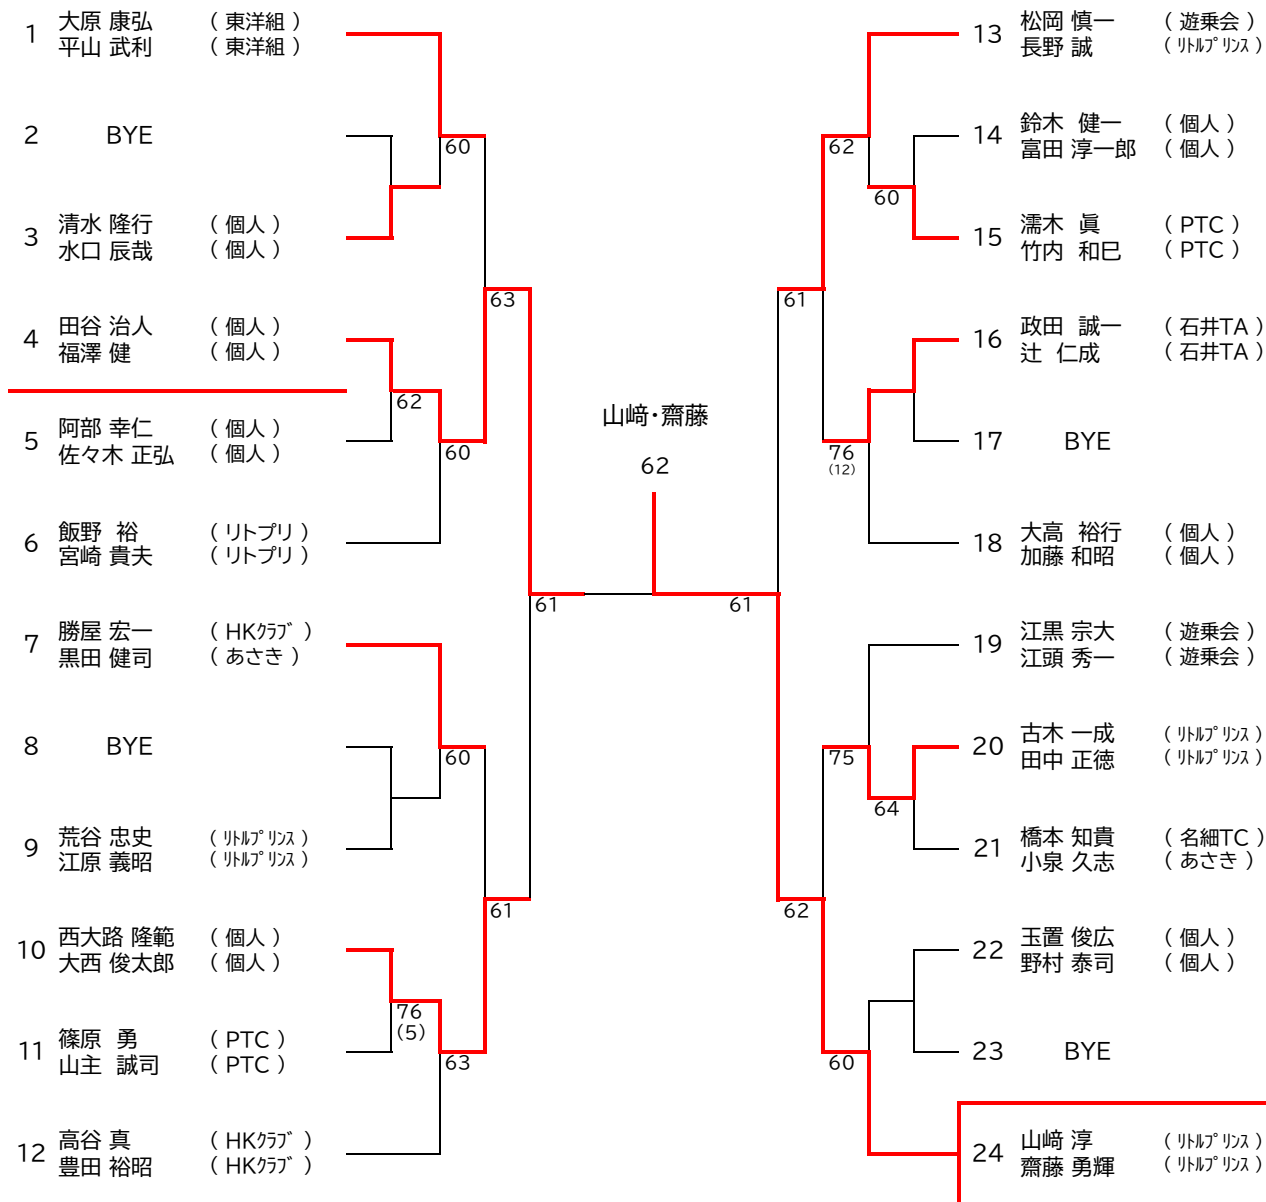 1 大原 康弘 ( 東洋組 )
平山 武利 ( 東洋組 )
2 BYE
60
3 清水 隆行 ( 個人 )
水口 辰哉 ( 個人 )
63
4 田谷 治人 ( 個人 )
福澤 健 ( 個人 )
62
5 阿部 幸仁 ( 個人 )
佐々木 正弘 ( 個人 )
60
6 飯野 裕 ( リトプリ )
宮崎 貴夫 ( リトプリ )
61
7 勝屋 宏一 ( HKｸﾗﾌﾞ )
黒田 健司 ( あさき )
8 BYE
60
9 荒谷 忠史 ( ﾘﾄﾙﾌﾟﾘﾝｽ )
江原 義昭 ( ﾘﾄﾙﾌﾟﾘﾝｽ )
61
10 西大路 隆範 ( 個人 )
大西 俊太郎 ( 個人 )
76
(5)
11 篠原 勇 ( PTC )
山主 誠司 ( PTC )
63
12 高谷 真 ( HKｸﾗﾌﾞ )
豊田 裕昭 ( HKｸﾗﾌﾞ )
山﨑・齋藤
62
13 松岡 慎一 ( 遊乗会 )
長野 誠 ( ﾘﾄﾙﾌﾟﾘﾝｽ )
62
14 鈴木 健一 ( 個人 )
富田 淳一郎 ( 個人 )
60
15 濡木 眞 ( PTC )
竹内 和巳 ( PTC )
61
16 政田 誠一 ( 石井TA )
辻 仁成 ( 石井TA )
76
(12)
17 BYE
18 大高 裕行 ( 個人 )
加藤 和昭 ( 個人 )
61
19 江黒 宗大 ( 遊乗会 )
江頭 秀一 ( 遊乗会 )
20 古木 一成 ( ﾘﾄﾙﾌﾟﾘﾝｽ )
田中 正徳 ( ﾘﾄﾙﾌﾟﾘﾝｽ )
75
64
21 橋本 知貴 ( 名細TC )
小泉 久志 ( あさき )
62
22 玉置 俊広 ( 個人 )
野村 泰司 ( 個人 )
23 BYE
60
24 山﨑 淳 ( ﾘﾄﾙﾌﾟﾘﾝｽ )
齋藤 勇輝 ( ﾘﾄﾙﾌﾟﾘﾝｽ )